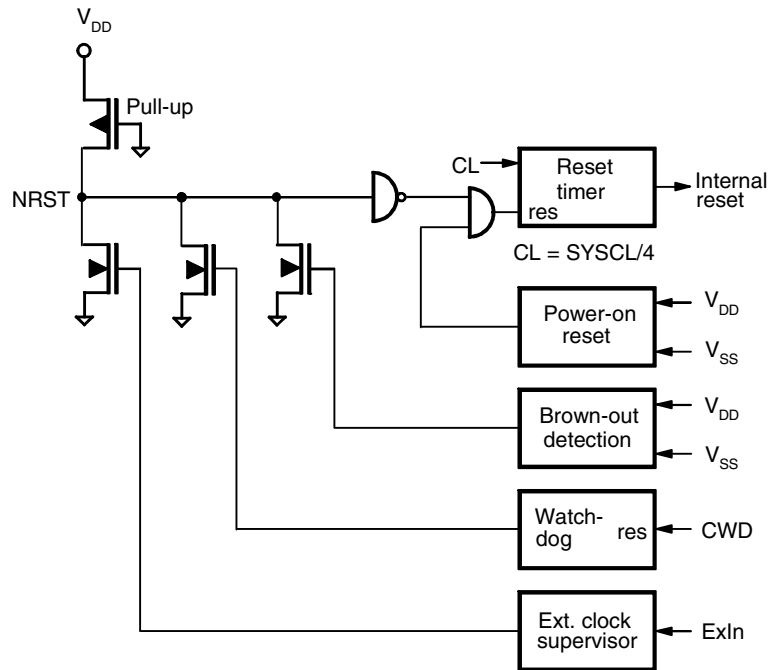 VDD
Pull-up
NRST
CL
Reset
timer
res
Internal
reset
CL = SYSCL/4
Power-on
reset
VDD
VSS
Brown-out
detection
VDD
VSS
Watch-
dog
res
CWD
Ext. clock
supervisor
ExIn